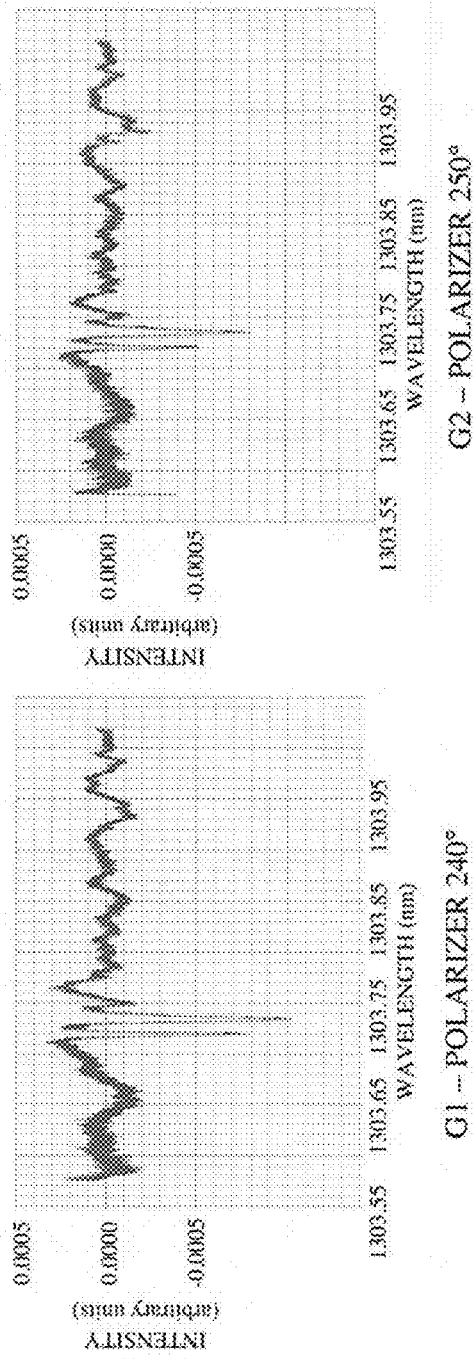 INTENSITY
(arbitrary units)
0.0005
0.0000
-0.0005
1303.55 1303.65 1303.75 1303.85 1303.95
WAVELENGTH (nm)
G1 – POLARIZER 240°
INTENSITY
(arbitrary units)
0.0005
0.0000
-0.0005
1303.55 1303.65 1303.75 1303.85 1303.95
WAVELENGTH (nm)
G2 – POLARIZER 250°